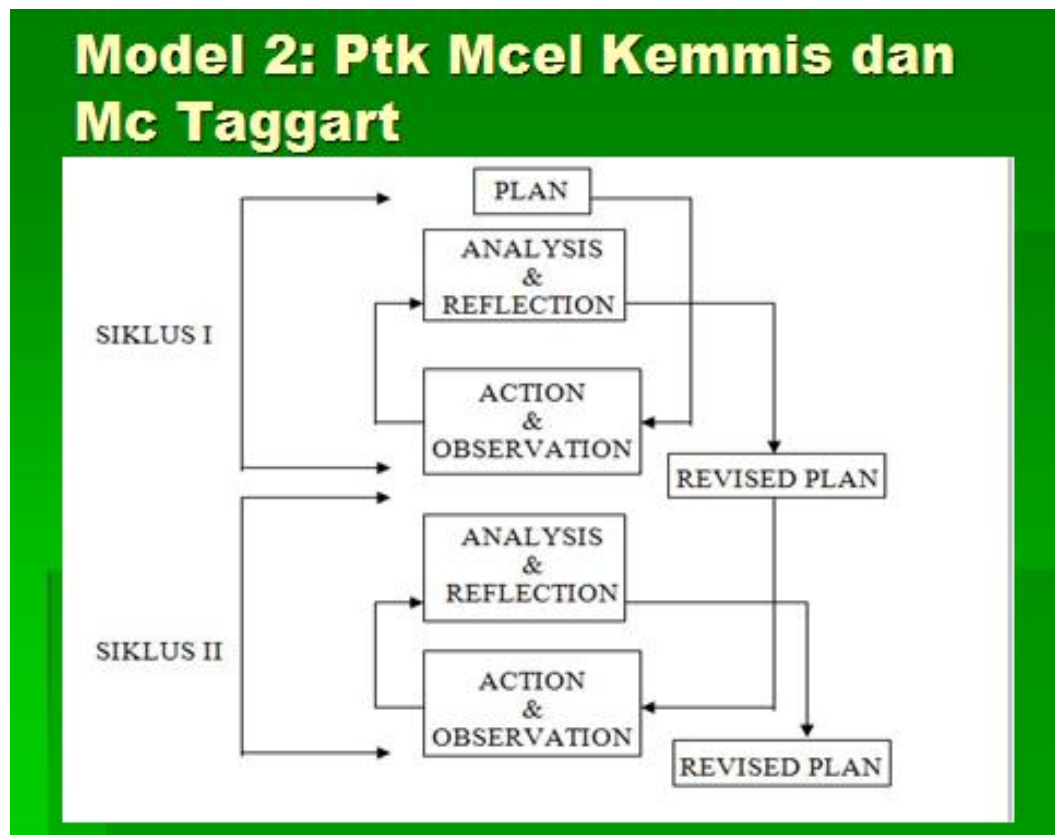 Model 2: Ptk Mcel Kemmis dan
Mc Taggart
PLAN
ANALYSIS
&
REFLECTION
SIKLUS I
ACTION
&
OBSERVATION
REVISED PLAN
ANALYSIS
&
REFLECTION
SIKLUS II
ACTION
&
OBSERVATION
REVISED PLAN